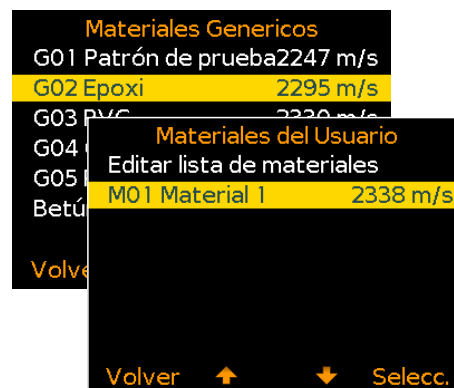 Materiales Genericos
G01 Patrón de prueba2247 m/s
G02 Epoxi 2295 m/s
G03
G04
G05
Materiales del Usuario
Editar lista de materiales
M01 Material 1 2338 m/s
Volver Selecc.